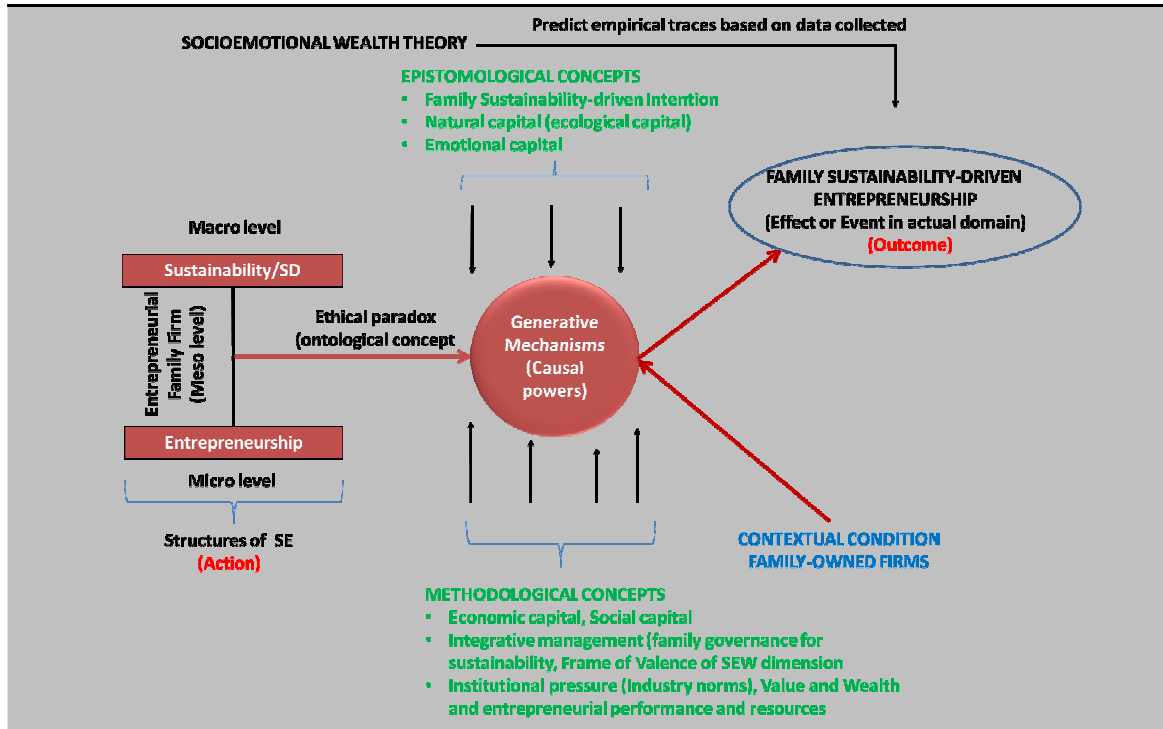 Predict empirical traces based on data collected
SOCIOEMOTIONAL WEALTH THEORY
EPISTOMOLOGICAL CONCEPTS
• Family Sustainability-driven Intention
• Natural capital (ecological capital)
• Emotional capital
FAMILY SUSTAINABILITY-DRIVEN
ENTREPRENEURSHIP
(Effect or Event in actual domain)
(Outcome)
Macro level
Sustainability/SD
Entrepreneurial
Family Firm
(Meso level)
Ethical paradox
(ontological concept
Generative
Mechanisms
(Causal
powers)
Entrepreneurship
Micro level
Structures of SE
(Action)
CONTEXTUAL CONDITION
FAMILY-OWNED FIRMS
METHODOLOGICAL CONCEPTS
• Economic capital, Social capital
• Integrative management (family governance for
sustainability, Frame of Valence of SEW dimension
• Institutional pressure (Industry norms), Value and Wealth
and entrepreneurial performance and resources